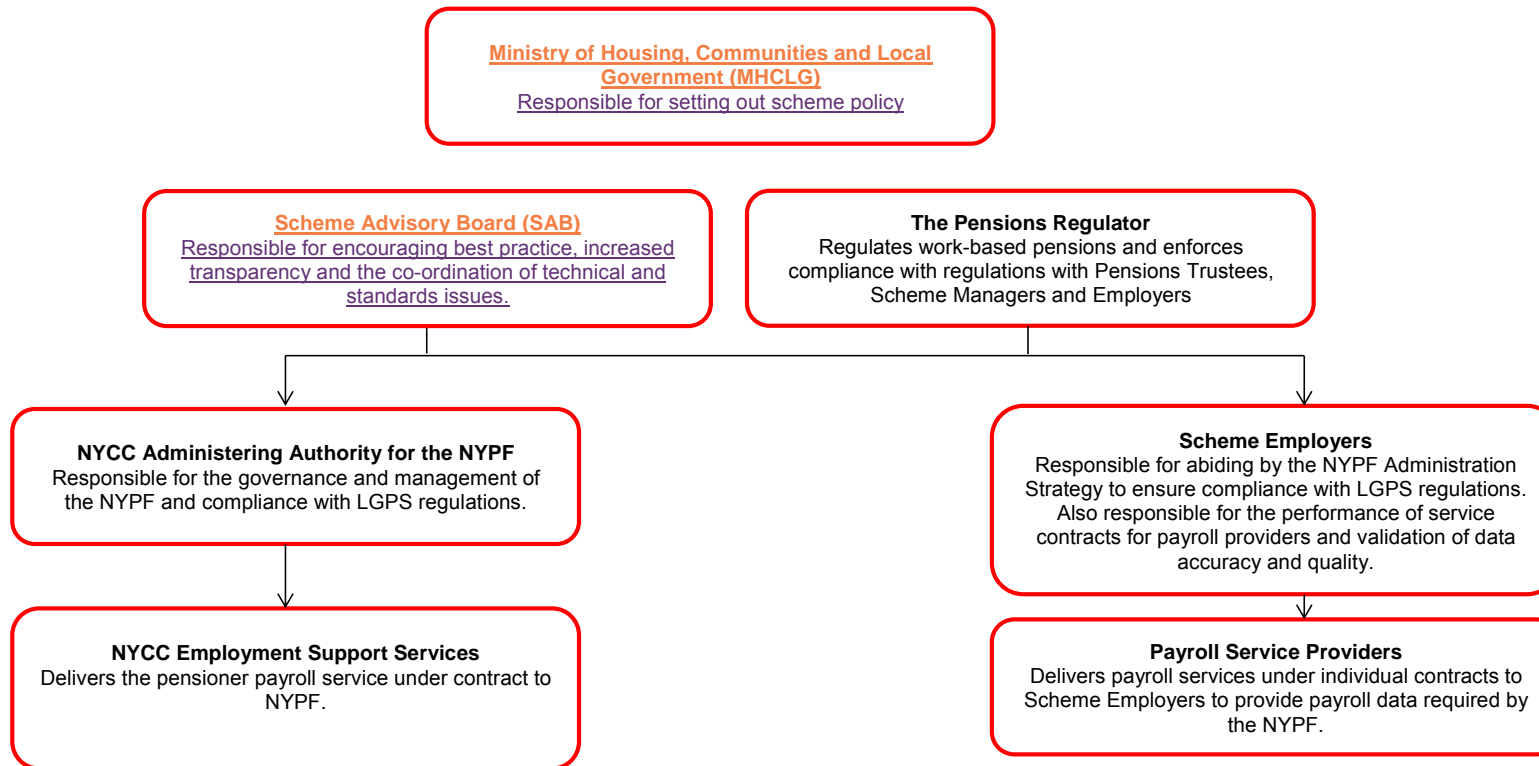 Ministry of Housing, Communities and Local
Government (MHCLG)
Responsible for setting out scheme policy
Scheme Advisory Board (SAB)
Responsible for encouraging best practice, increased
transparency and the co-ordination of technical and
standards issues.
The Pensions Regulator
Regulates work-based pensions and enforces
compliance with regulations with Pensions Trustees,
Scheme Managers and Employers
NYCC Administering Authority for the NYPF
Responsible for the governance and management of
the NYPF and compliance with LGPS regulations.
Scheme Employers
Responsible for abiding by the NYPF Administration
Strategy to ensure compliance with LGPS regulations.
Also responsible for the performance of service
contracts for payroll providers and validation of data
accuracy and quality.
NYCC Employment Support Services
Delivers the pensioner payroll service under contract to
NYPF.
Payroll Service Providers
Delivers payroll services under individual contracts to
Scheme Employers to provide payroll data required by
the NYPF.